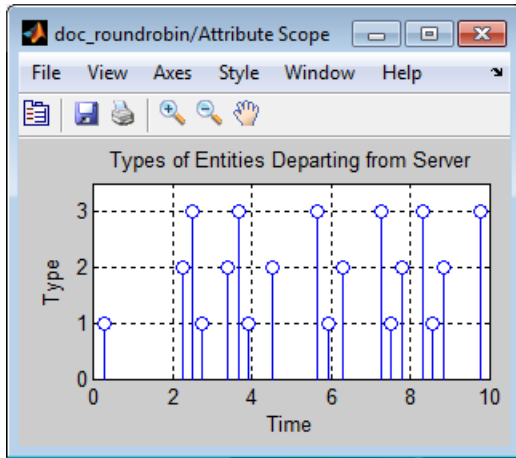 doc_roundrobin/Attribute Scope
File View Axes Style Window Help
Types of Entities Departing from Server
3
2
1
0
Type
0 2 4 6 8 10
Time